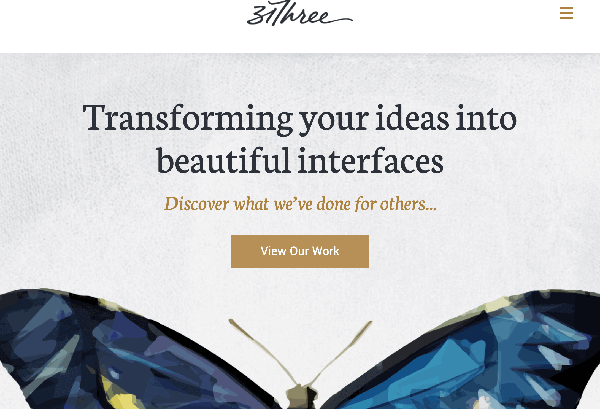 31Three
Transforming your ideas into
beautiful interfaces
Discover what we've done for others...
View Our Work